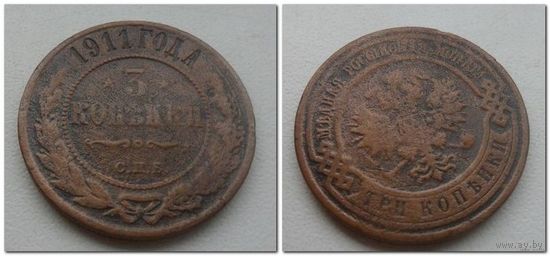 1911 ГОДА
* 3 *
КОПѢЙКИ
С.П.Б.
МѢДНАЯ РОССІЙСКАЯ МОНЕТА
ТРИ КОПѢЙКИ
www.ay.by